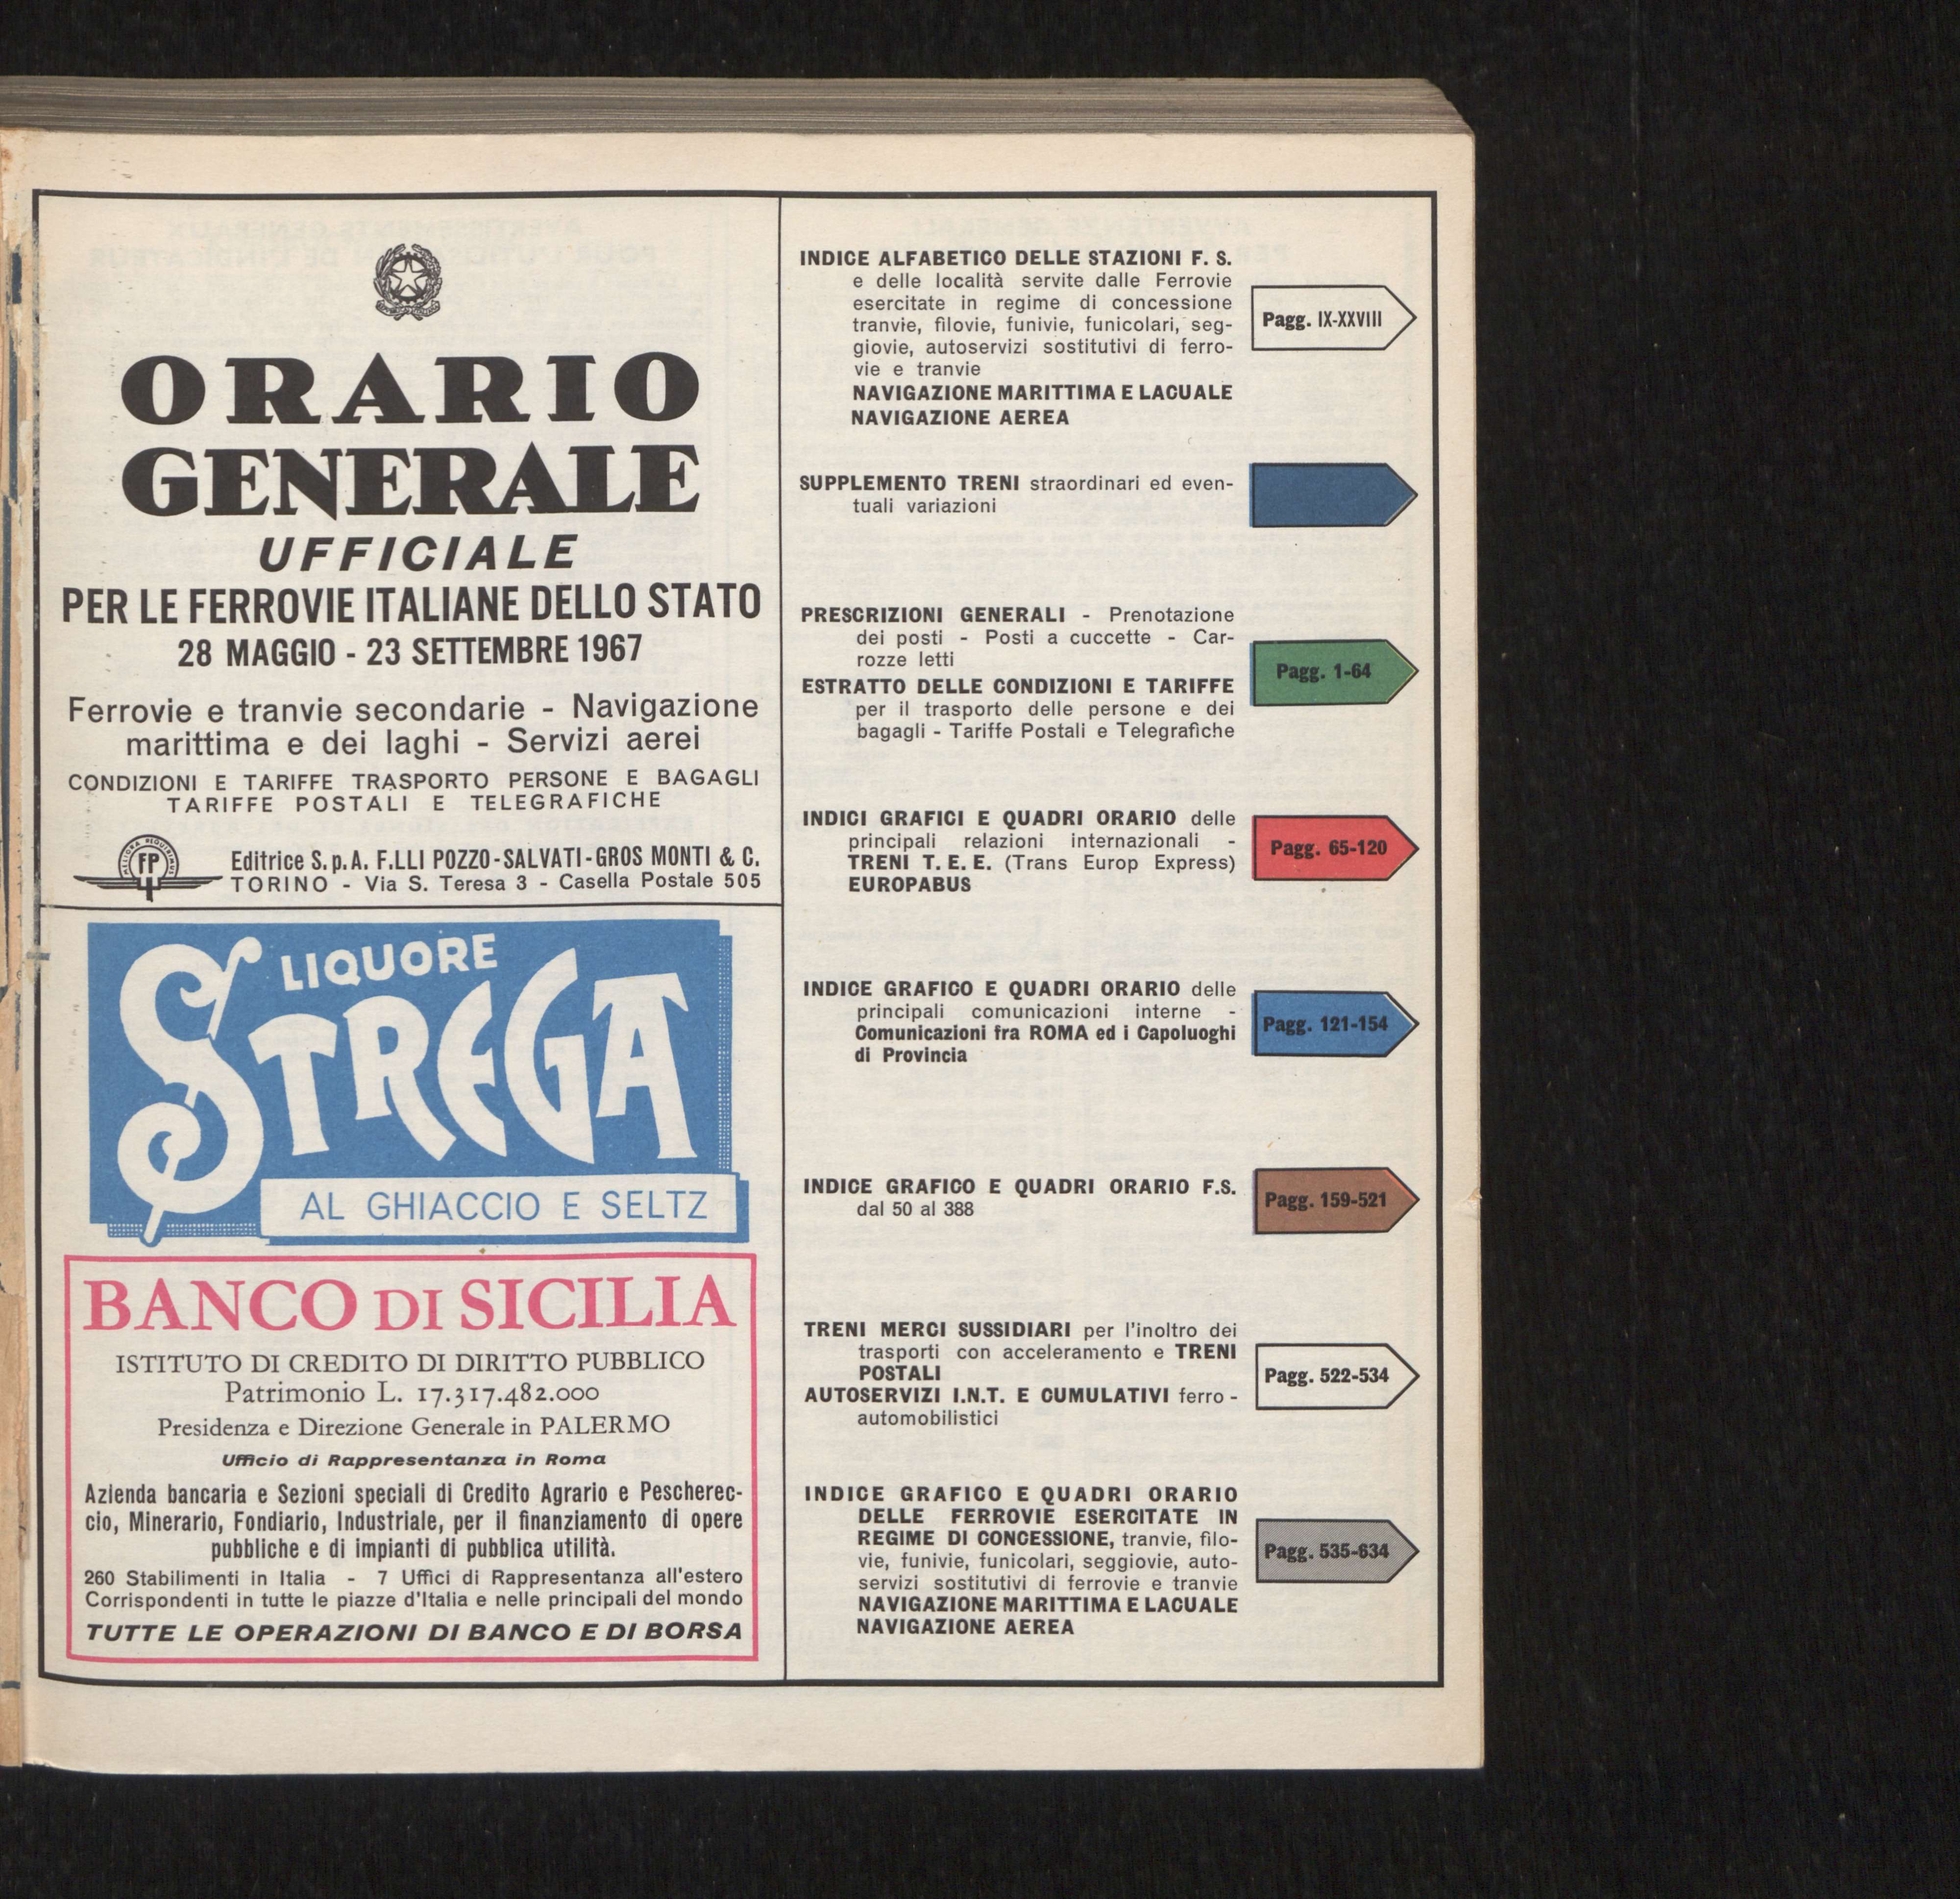 ORARIO
GENERALE
UFFICIALE
PER LE FERROVIE ITALIANE DELLO STATO
28 MAGGIO - 23 SETTEMBRE 1967
Ferrovie e tranvie secondarie - Navigazione
marittima e dei laghi - Servizi aerei
CONDIZIONI E TARIFFE TRASPORTO PERSONE E BAGAGLI
TARIFFE POSTALI E TELEGRAFICHE
FP
Editrice S.p.A. F.LLI POZZO-SALVATI-GROS MONTI & C.
TORINO - Via S. Teresa 3 - Casella Postale 505
LIQUORE
STREGA
AL GHIACCIO E SELTZ
BANCO DI SICILIA
ISTITUTO DI CREDITO DI DIRITTO PUBBLICO
Patrimonio L. 17.317.482.000
Presidenza e Direzione Generale in PALERMO
Ufficio di Rappresentanza in Roma
Azienda bancaria e Sezioni speciali di Credito Agrario e Pescherec-
cio, Minerario, Fondiario, Industriale, per il finanziamento di opere
pubbliche e di impianti di pubblica utilità.
260 Stabilimenti in Italia - 7 Uffici di Rappresentanza all'estero
Corrispondenti in tutte le piazze d'Italia e nelle principali del mondo
TUTTE LE OPERAZIONI DI BANCO E DI BORSA
INDICE ALFABETICO DELLE STAZIONI F. S.
e delle località servite dalle Ferrovie
esercitate in regime di concessione
tranvie, filovie, funivie, funicolari, seg-
giovie, autoservizi sostitutivi di ferro-
vie e tranvie
NAVIGAZIONE MARITTIMA E LACUALE
NAVIGAZIONE AEREA
Pagg. IX-XXVIII
SUPPLEMENTO TRENI straordinari ed even-
tuali variazioni
PRESCRIZIONI GENERALI - Prenotazione
dei posti - Posti a cuccette - Car-
rozze letti
ESTRATTO DELLE CONDIZIONI E TARIFFE
per il trasporto delle persone e dei
bagagli - Tariffe Postali e Telegrafiche
Pagg. 1-64
INDICI GRAFICI E QUADRI ORARIO delle
principali relazioni internazionali -
TRENI T. E. E. (Trans Europ Express)
EUROPABUS
Pagg. 65-120
INDICE GRAFICO E QUADRI ORARIO delle
principali comunicazioni interne -
Comunicazioni fra ROMA ed i Capoluoghi
di Provincia
Pagg. 121-154
INDICE GRAFICO E QUADRI ORARIO F.S.
dal 50 al 388
Pagg. 159-521
TRENI MERCI SUSSIDIARI per l'inoltro dei
trasporti con acceleramento e TRENI
POSTALI
AUTOSERVIZI I.N.T. E CUMULATIVI ferro -
automobilistici
Pagg. 522-534
INDICE GRAFICO E QUADRI ORARIO
DELLE FERROVIE ESERCITATE IN
REGIME DI CONCESSIONE, tranvie, filo-
vie, funivie, funicolari, seggiovie, auto-
servizi sostitutivi di ferrovie e tranvie
NAVIGAZIONE MARITTIMA E LACUALE
NAVIGAZIONE AEREA
Pagg. 535-634